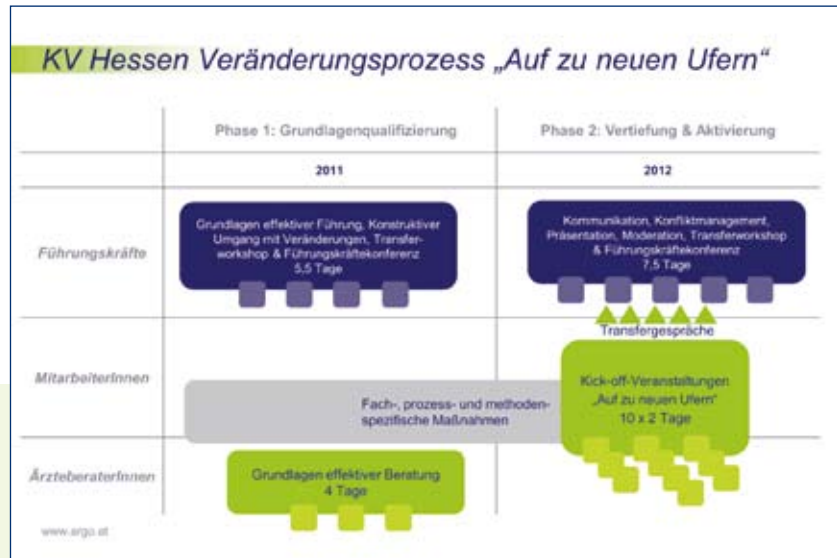 KV Hessen Veränderungsprozess „Auf zu neuen Ufern“
Phase 1: Grundlagenqualifizierung
Phase 2: Vertiefung & Aktivierung
2011
2012
Führungskräfte
Grundlagen effektiver Führung, Konstruktiver
Umgang mit Veränderungen, Transfer-
workshop & Führungskräftekonferenz
5,5 Tage
Kommunikation, Konfliktmanagement,
Präsentation, Moderation, Transferworkshop
& Führungskräftekonferenz
7,5 Tage
Transfergespräche
MitarbeiterInnen
Fach-, prozess- und methoden-
spezifische Maßnahmen
Kick-off-Veranstaltungen
„Auf zu neuen Ufern“
10 x 2 Tage
ÄrzteberaterInnen
Grundlagen effektiver Beratung
4 Tage
www.argo.at